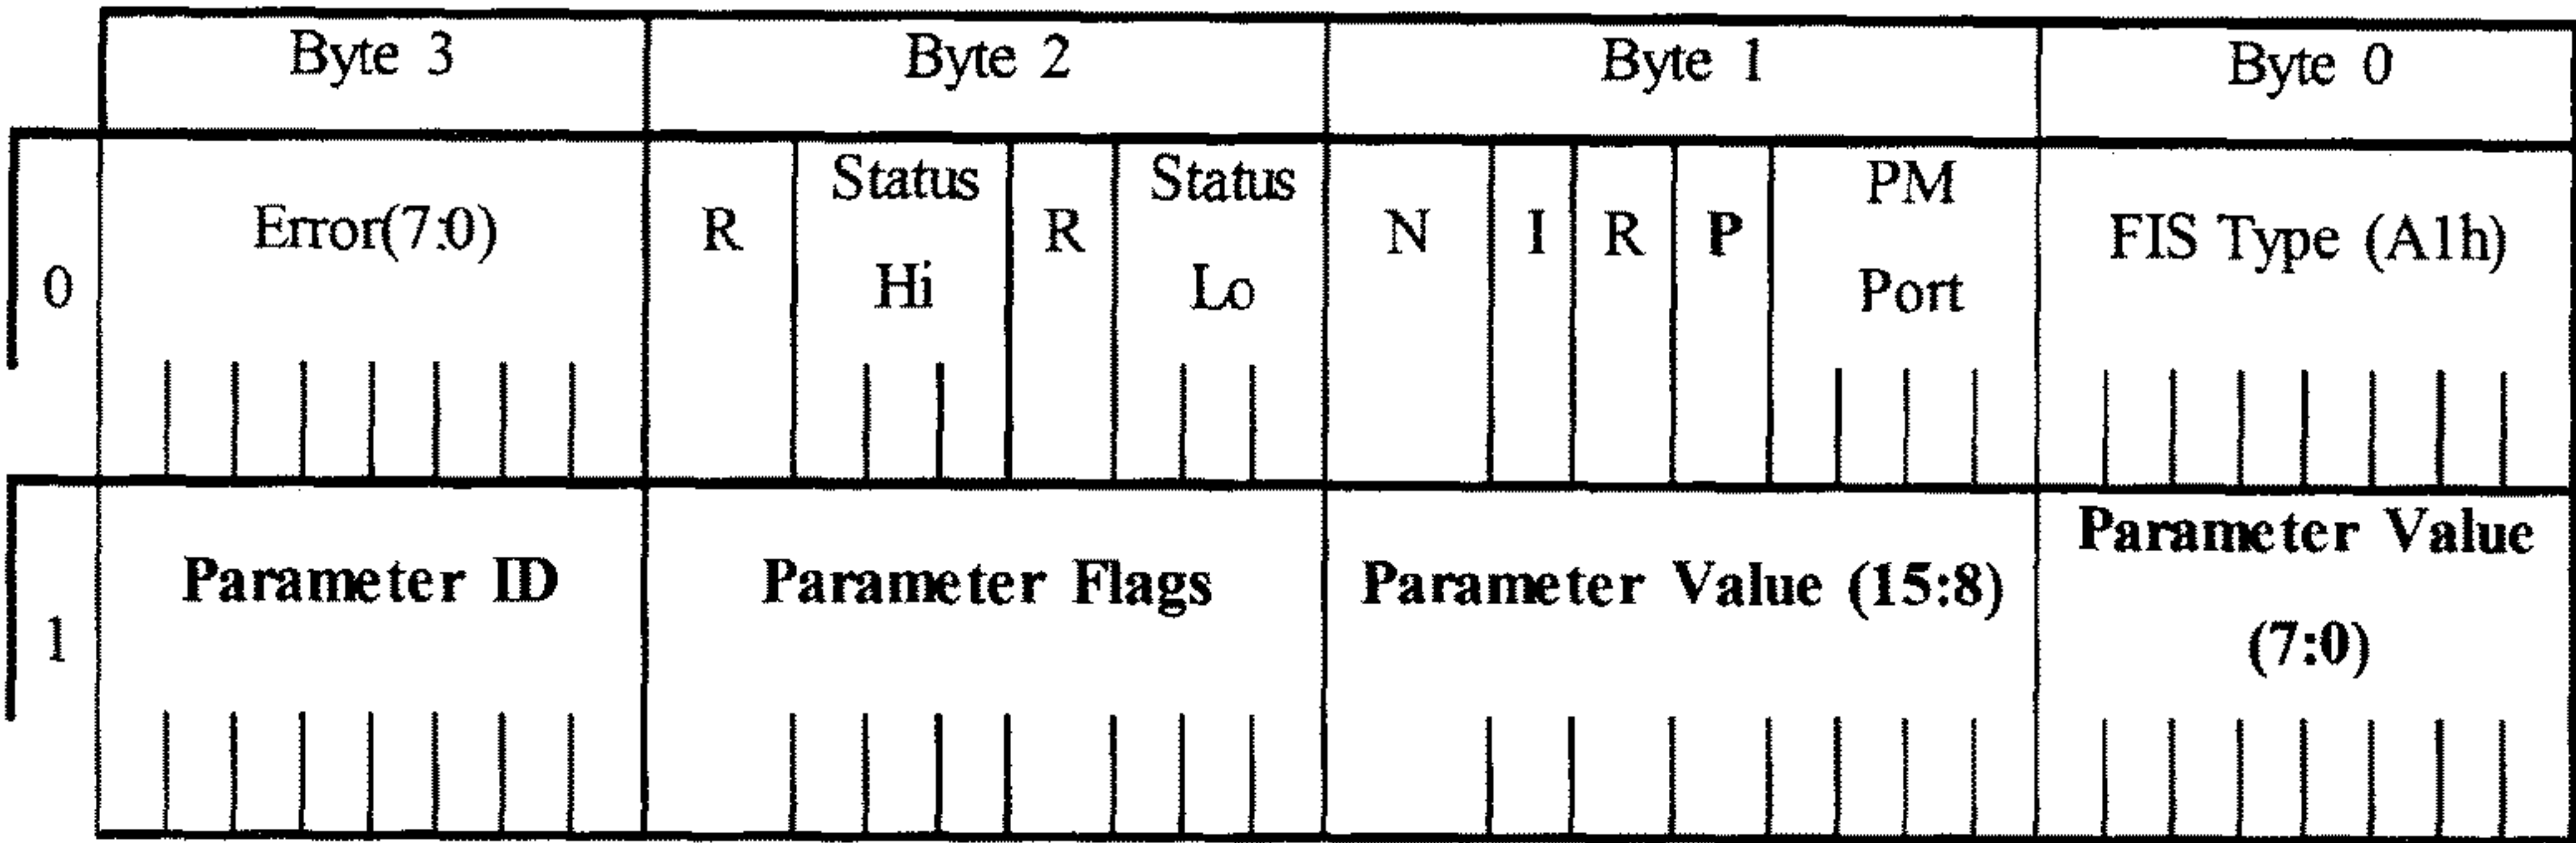 Byte 3 Byte 2 Byte 1 Byte 0
0 Error(7:0) R Status Hi R Status Lo N I R P PM Port FIS Type (A1h)
1 Parameter ID Parameter Flags Parameter Value (15:8) Parameter Value (7:0)